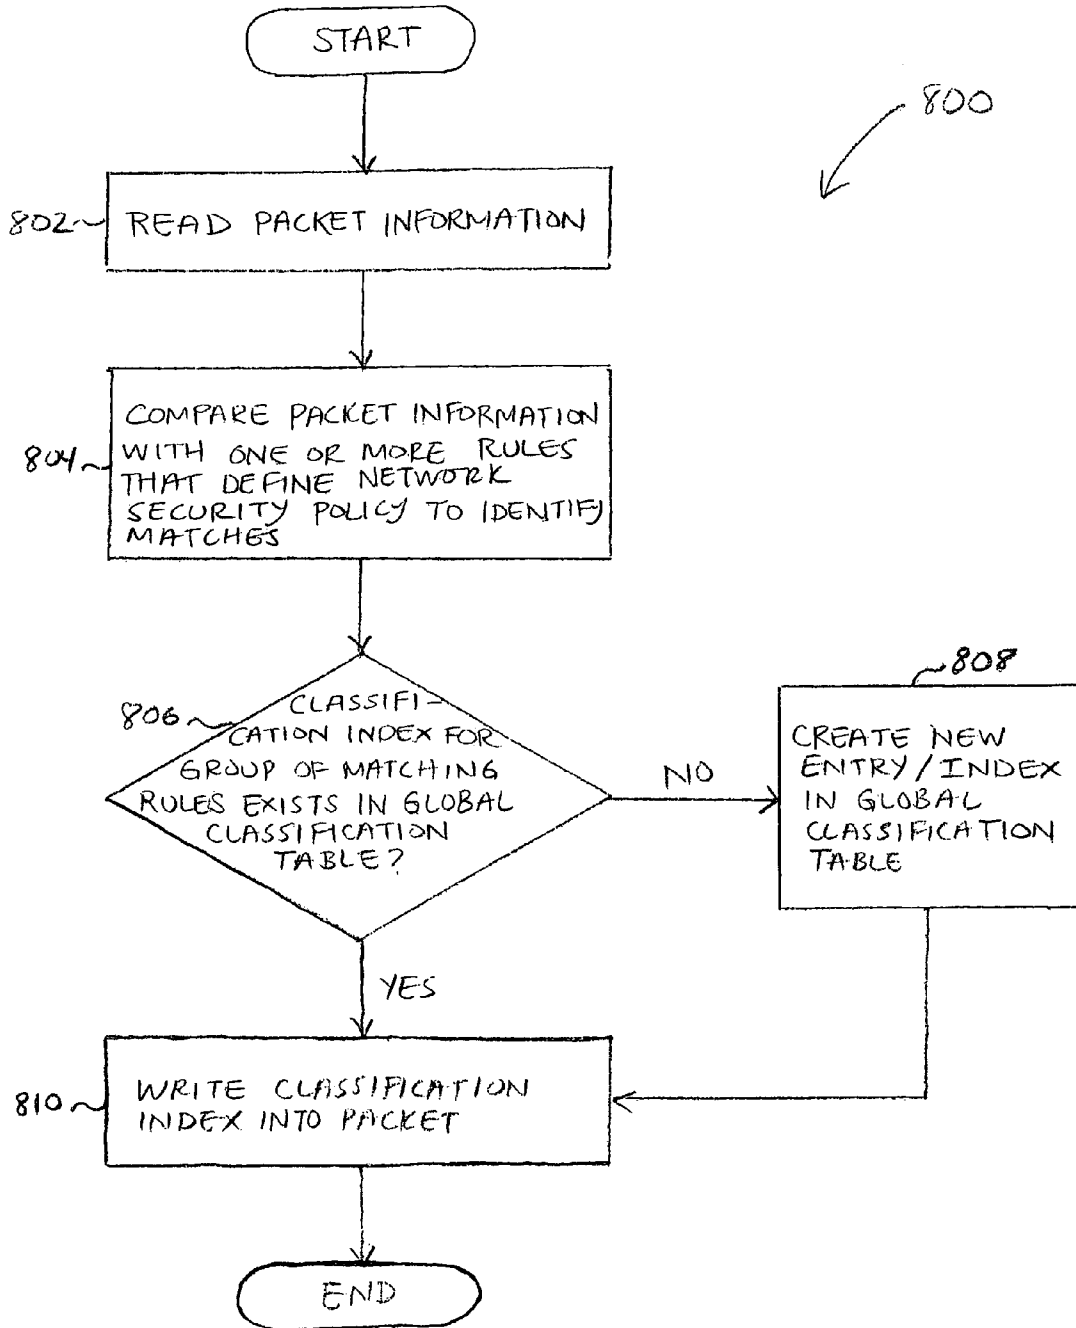 START
800
802
READ PACKET INFORMATION
804
COMPARE PACKET INFORMATION
WITH ONE OR MORE RULES
THAT DEFINE NETWORK
SECURITY POLICY TO IDENTIFY
MATCHES
806
CLASSIFI-
CATION INDEX FOR
GROUP OF MATCHING
RULES EXISTS IN GLOBAL
CLASSIFICATION
TABLE?
NO
808
CREATE NEW
ENTRY/INDEX
IN GLOBAL
CLASSIFICATION
TABLE
YES
810
WRITE CLASSIFICATION
INDEX INTO PACKET
END